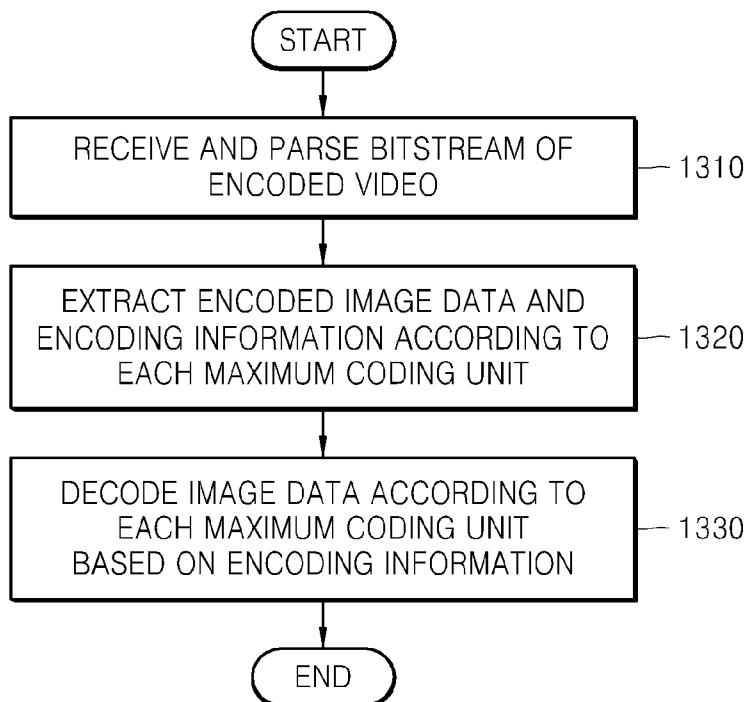 START
RECEIVE AND PARSE BITSTREAM OF
ENCODED VIDEO
1310
EXTRACT ENCODED IMAGE DATA AND
ENCODING INFORMATION ACCORDING TO
EACH MAXIMUM CODING UNIT
1320
DECODE IMAGE DATA ACCORDING TO
EACH MAXIMUM CODING UNIT
BASED ON ENCODING INFORMATION
1330
END